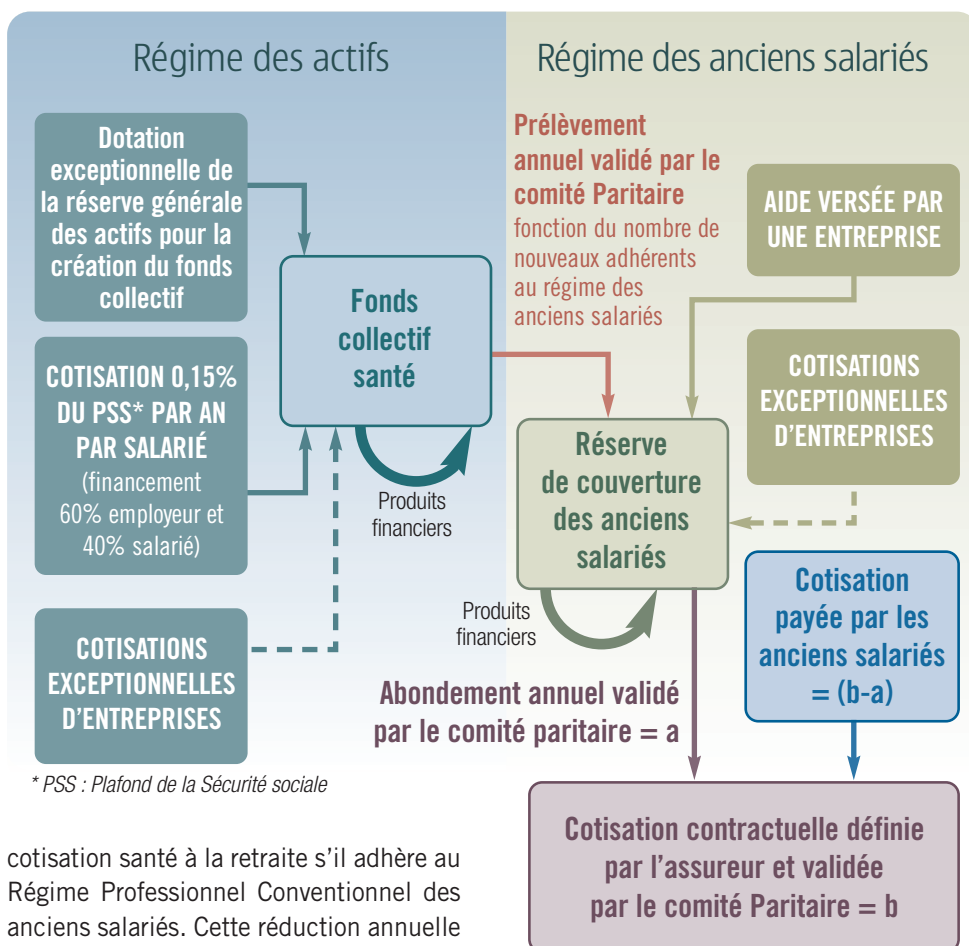 Régime des actifs
Dotation
exceptionnelle de
la réserve générale
des actifs pour la
création du fonds
collectif
COTISATION 0,15%
DU PSS* PAR AN
PAR SALARIÉ
(financement
60% employeur et
40% salarié)
COTISATIONS
EXCEPTIONNELLES
D'ENTREPRISES
* PSS : Plafond de la Sécurité sociale
Fonds
collectif
santé
Produits
financiers
Régime des anciens salariés
Prélèvement
annuel validé par le
comité Paritaire
fonction du nombre de
nouveaux adhérents
au régime des
anciens salariés
AIDE VERSÉE PAR
UNE ENTREPRISE
COTISATIONS
EXCEPTIONNELLES
D'ENTREPRISES
Réserve
de couverture
des anciens
salariés
Produits
financiers
Cotisation
payée par les
anciens salariés
= (b-a)
Abondement annuel validé
par le comité paritaire = a
Cotisation contractuelle définie
par l'assureur et validée
par le comité Paritaire = b
cotisation santé à la retraite s'il adhère au
Régime Professionnel Conventionnel des
anciens salariés. Cette réduction annuelle